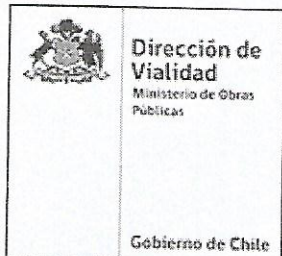 Dirección de
Vialidad
Ministerio de Obras
Públicas
Gobierno de Chile